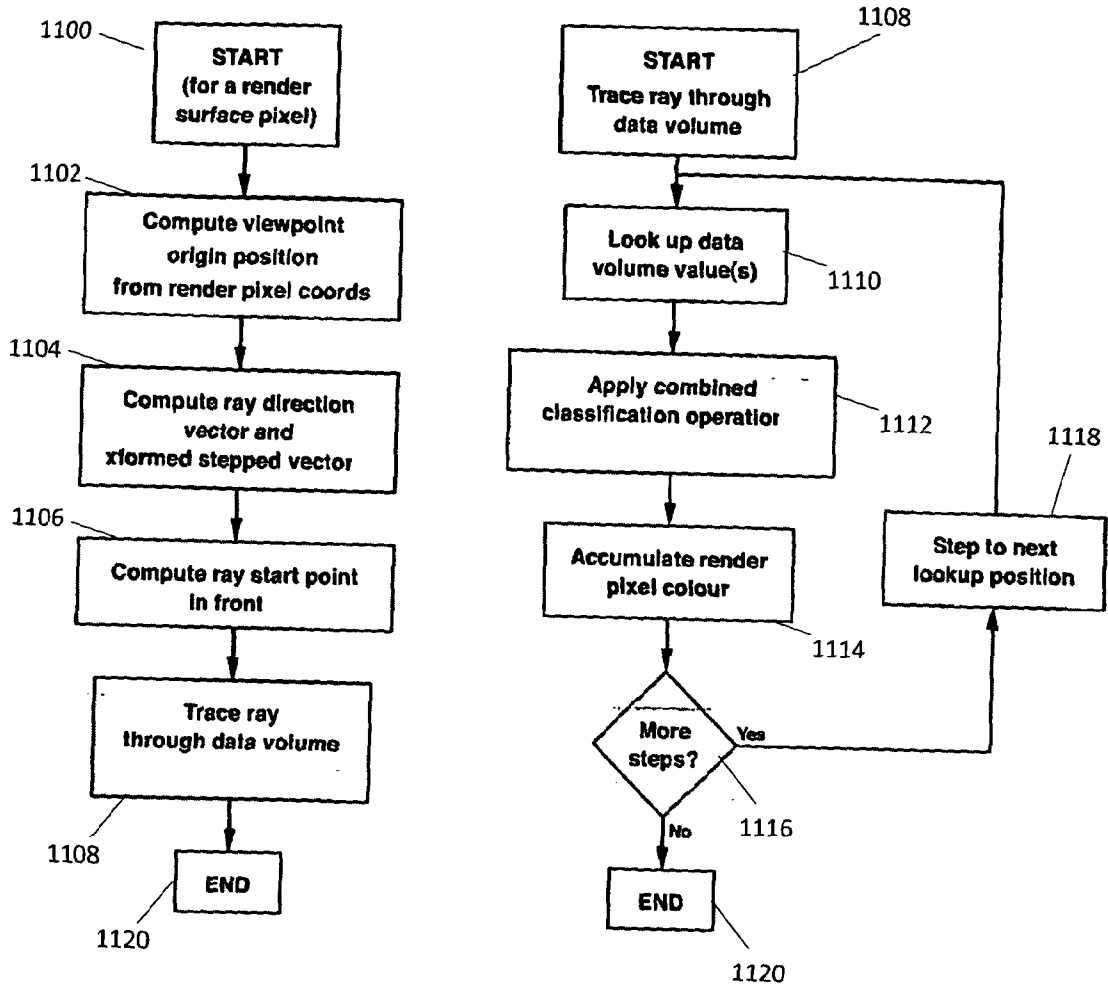 1100
START
(for a render
surface pixel)
1102
Compute viewpoint
origin position
from render pixel coords
1104
Compute ray direction
vector and
xformed stepped vector
1106
Compute ray start point
in front
Trace ray
through data volume
1108
END
1120
1108
START
Trace ray through
data volume
Look up data
volume value(s)
1110
Apply combined
classification operatior
1112
Accumulate render
pixel colour
1114
More
steps?
Yes
1116
No
END
1120
1118
Step to next
lookup position